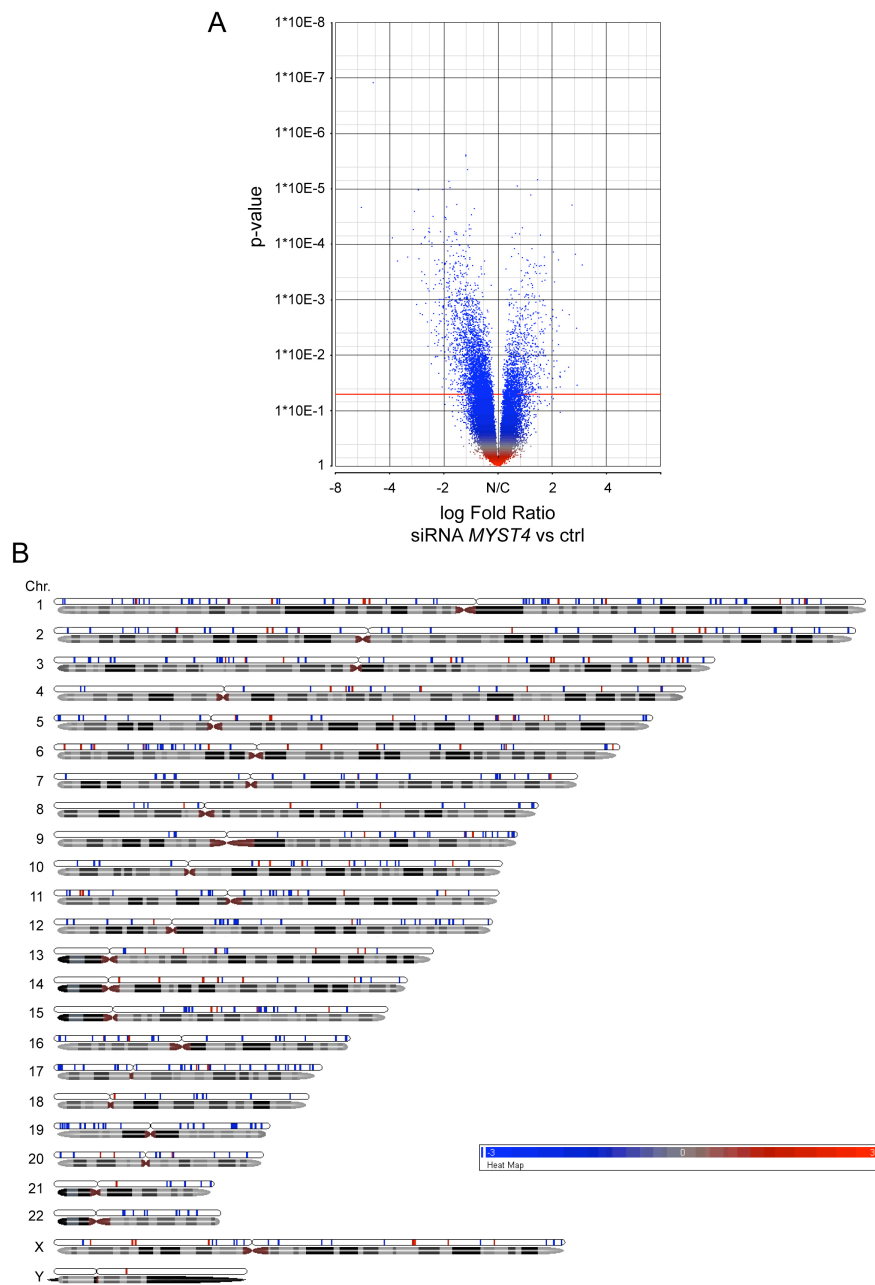 A
1*10E-8
1*10E-7
1*10E-6
1*10E-5
1*10E-4
1*10E-3
1*10E-2
1*10E-1
1
p-value
-8 -4 -2 N/C 2 4
log Fold Ratio
siRNA MYST4 vs ctrl
B
Chr.
1
2
3
4
5
6
7
8
9
10
11
12
13
14
15
16
17
18
19
20
21
22
X
Y
-3 0 3
Heat Map